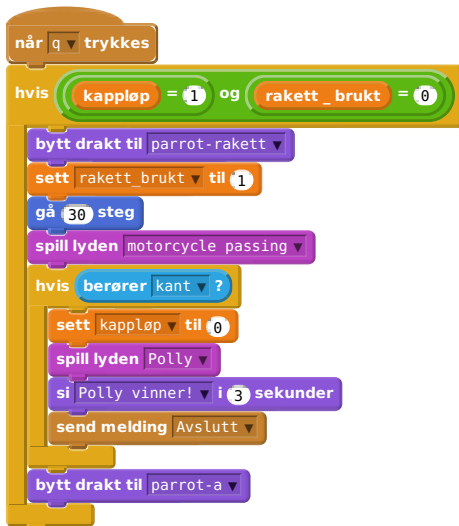 når q trykkes
hvis kappløp = 1 og rakett _ brukt = 0
bytt drakt til parrot-rakett
sett rakett_brukt til 1
gå 30 steg
spill lyden motorcycle passing
hvis berører kant ?
sett kappløp til 0
spill lyden Polly
si Polly vinner! i 3 sekunder
send melding Avslutt
bytt drakt til parrot-a